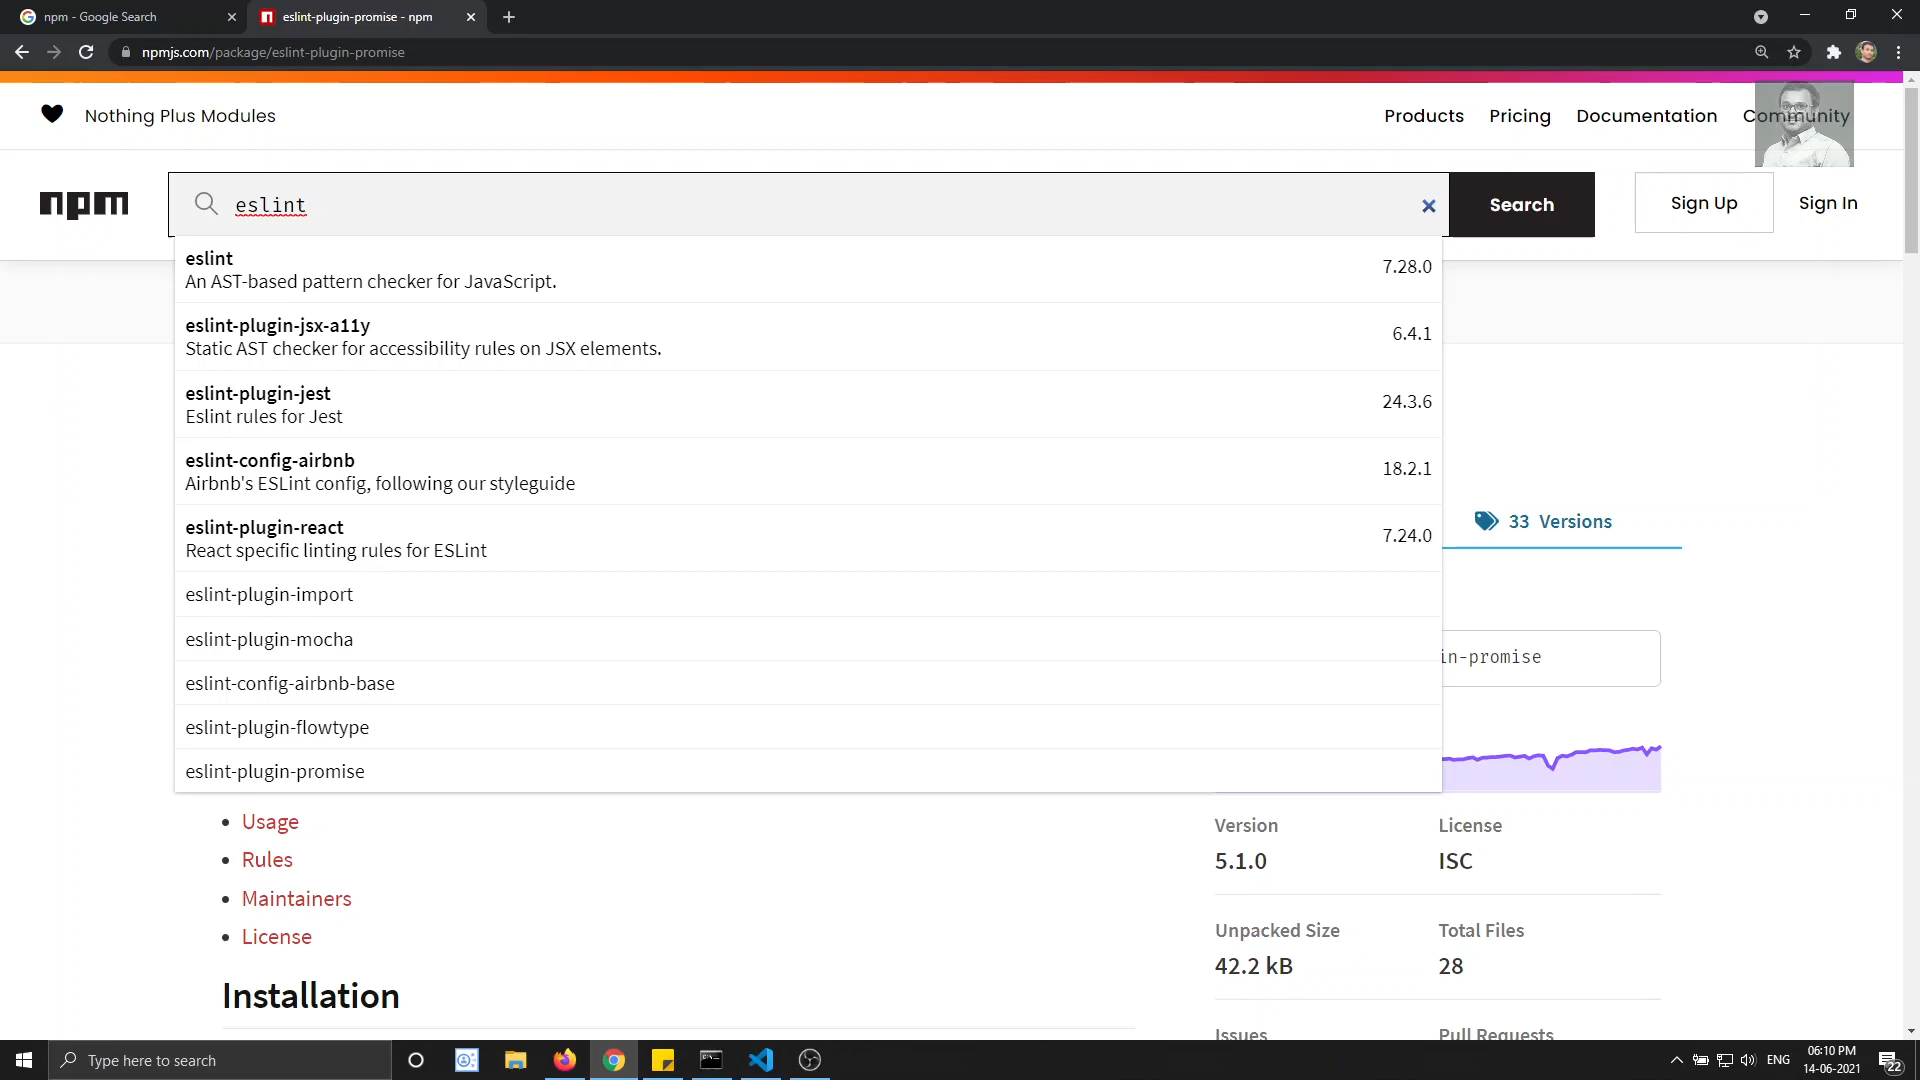 npm - Google Search
eslint-plugin-promise - npm
npmjs.com/package/eslint-plugin-promise
Nothing Plus Modules
Products
Pricing
Documentation
Community
npm
eslint
Search
Sign Up
Sign In
eslint
An AST-based pattern checker for JavaScript.
7.28.0
eslint-plugin-jsx-a11y
Static AST checker for accessibility rules on JSX elements.
6.4.1
eslint-plugin-jest
Eslint rules for Jest
24.3.6
eslint-config-airbnb
Airbnb's ESLint config, following our styleguide
18.2.1
eslint-plugin-react
React specific linting rules for ESLint
7.24.0
33 Versions
eslint-plugin-import
eslint-plugin-mocha
in-promise
eslint-config-airbnb-base
eslint-plugin-flowtype
eslint-plugin-promise
Usage
Rules
Maintainers
License
Installation
Version
License
5.1.0
ISC
Unpacked Size
Total Files
42.2 kB
28
Issues
Pull Requests
Type here to search
ENG
06:10 PM
14-06-2021
22